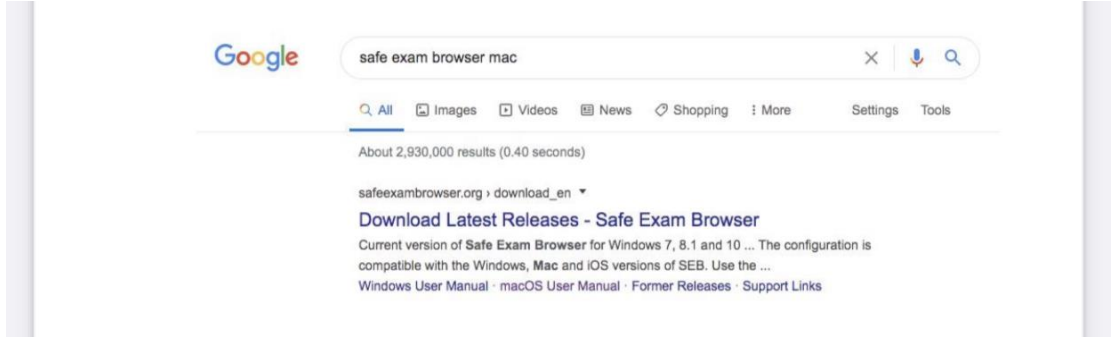 Google
safe exam browser mac
All Images Videos News Shopping More Settings Tools
About 2,930,000 results (0.40 seconds)
safeexambrowser.org › download_en
Download Latest Releases - Safe Exam Browser
Current version of Safe Exam Browser for Windows 7, 8.1 and 10 ... The configuration is
compatible with the Windows, Mac and iOS versions of SEB. Use the ...
Windows User Manual · macOS User Manual · Former Releases · Support Links